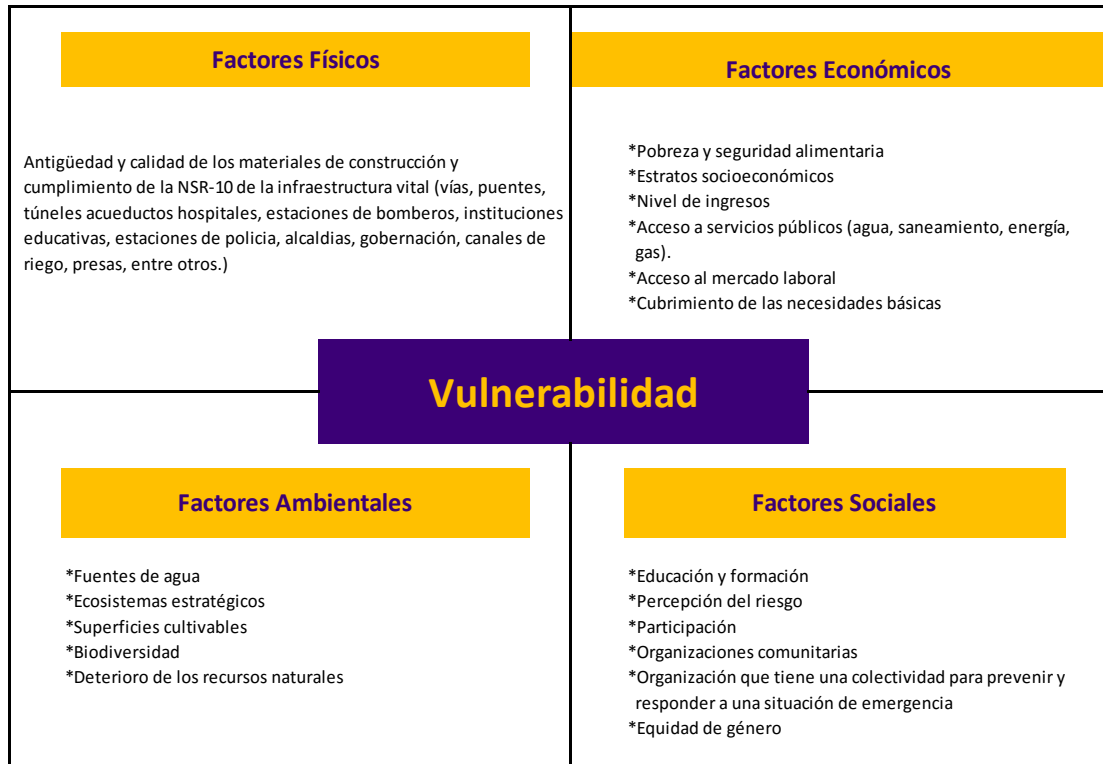 Factores Físicos
Antigüedad y calidad de los materiales de construcción y
cumplimiento de la NSR-10 de la infraestructura vital (vías, puentes,
túneles acueductos hospitales, estaciones de bomberos, instituciones
educativas, estaciones de policia, alcaldias, gobernación, canales de
riego, presas, entre otros.)
Factores Económicos
*Pobreza y seguridad alimentaria
*Estratos socioeconómicos
*Nivel de ingresos
*Acceso a servicios públicos (agua, saneamiento, energía,
gas).
*Acceso al mercado laboral
*Cubrimiento de las necesidades básicas
Vulnerabilidad
Factores Ambientales
*Fuentes de agua
*Ecosistemas estratégicos
*Superficies cultivables
*Biodiversidad
*Deterioro de los recursos naturales
Factores Sociales
*Educación y formación
*Percepción del riesgo
*Participación
*Organizaciones comunitarias
*Organización que tiene una colectividad para prevenir y
responder a una situación de emergencia
*Equidad de género